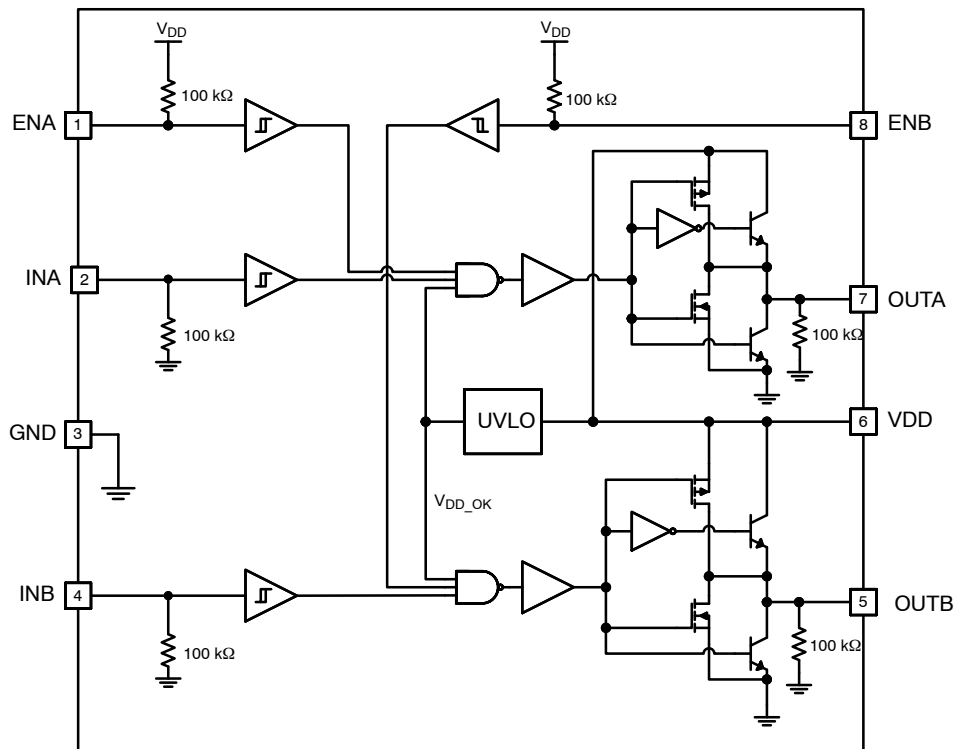 VDD
VDD
100 kΩ
100 kΩ
ENA
1
8
ENB
INA
2
7
OUTA
100 kΩ
100 kΩ
GND
3
UVLO
6
VDD
VDD_OK
INB
4
5
OUTB
100 kΩ
100 kΩ